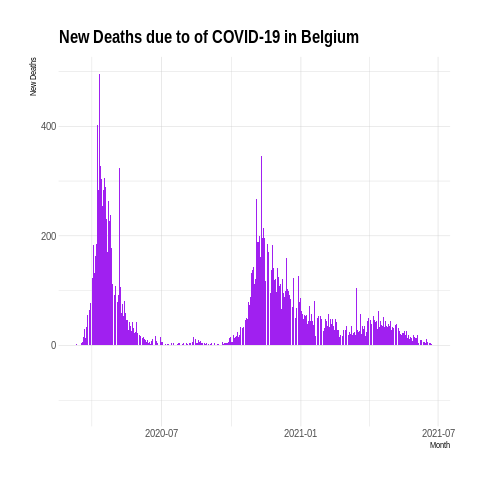 New Deaths due to of COVID-19 in Belgium
New Deaths
400
200
0
2020-07
2021-01
2021-07
Month